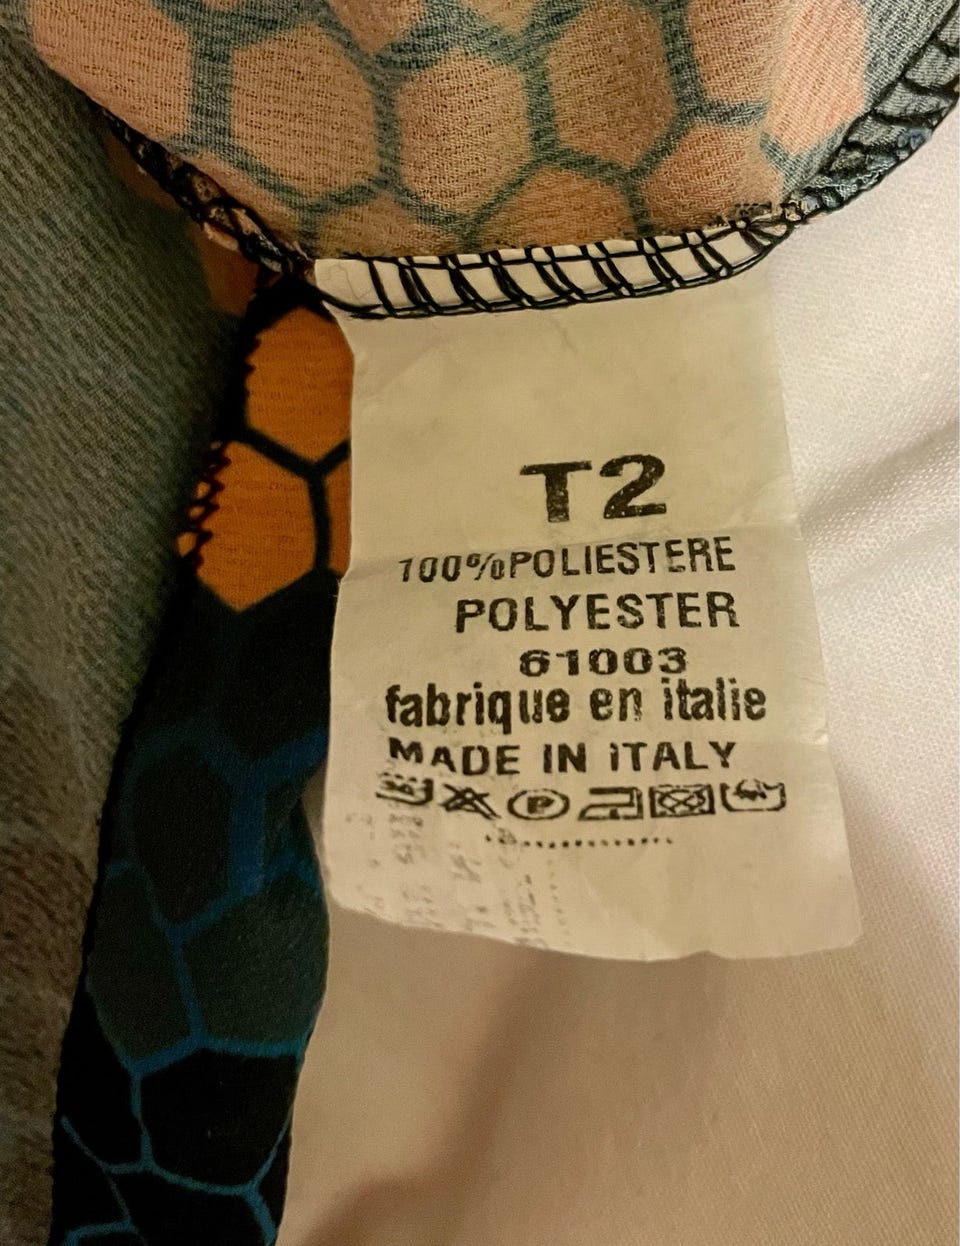 T2
100%POLIESTERE
POLYESTER
61003
fabrique en italie
MADE IN iTALY
P